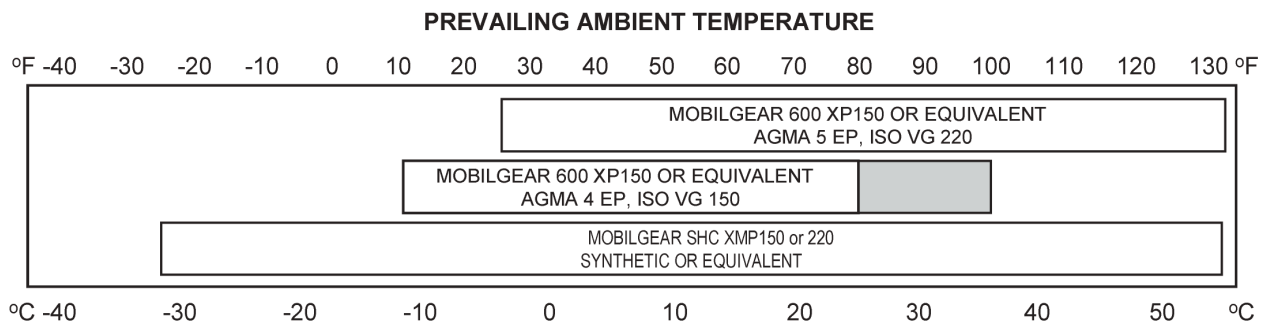 PREVAILING AMBIENT TEMPERATURE
ºF -40 -30 -20 -10 0 10 20 30 40 50 60 70 80 90 100 110 120 130 ºF
MOBILGEAR 600 XP150 OR EQUIVALENT
AGMA 5 EP, ISO VG 220
MOBILGEAR 600 XP150 OR EQUIVALENT
AGMA 4 EP, ISO VG 150
MOBILGEAR SHC XMP150 or 220
SYNTHETIC OR EQUIVALENT
ºC -40 -30 -20 -10 0 10 20 30 40 50 ºC